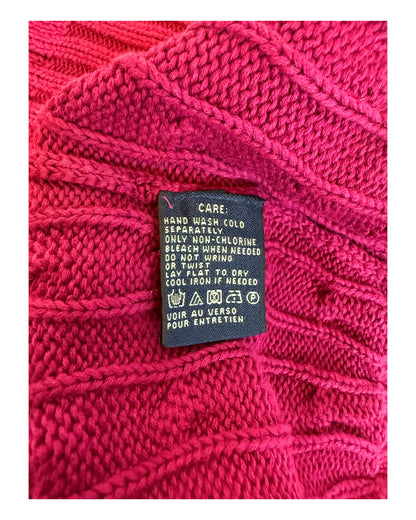 CARE:
HAND WASH COLD
SEPARATELY
ONLY NON-CHLORINE
BLEACH WHEN NEEDED
DO NOT WRING
OR TWIST
LAY FLAT TO DRY
COOL IRON IF NEEDED
P
VOIR AU VERSO
POUR ENTRETIEN